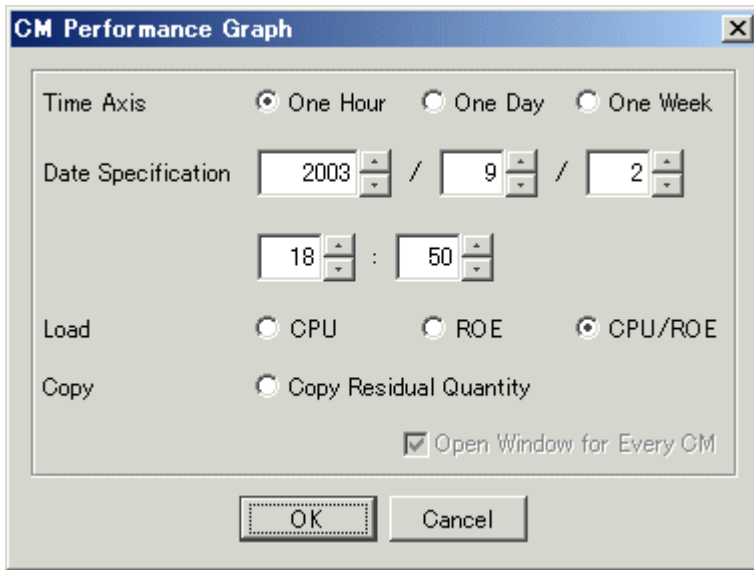 CM Performance Graph
Time Axis One Hour One Day One Week
Date Specification 2003 / 9 / 2
18 : 50
Load CPU ROE CPU/ROE
Copy Copy Residual Quantity
Open Window for Every CM
OK Cancel